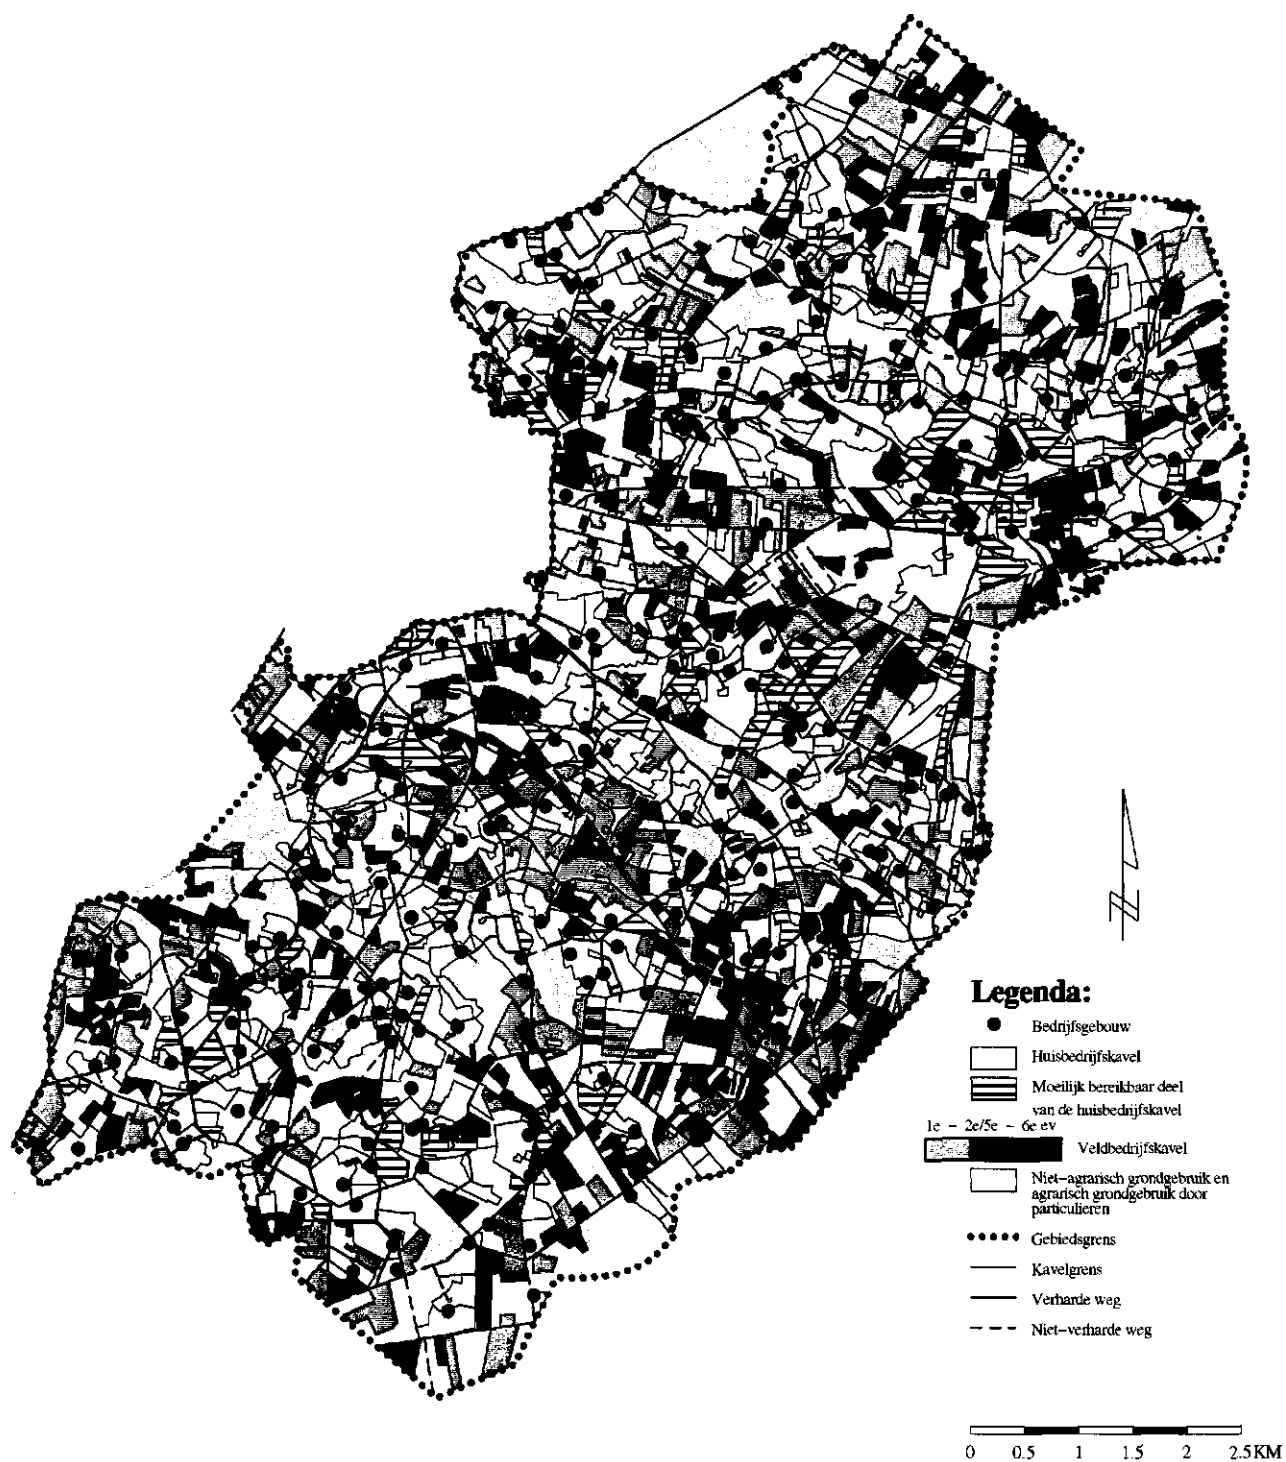 Legenda:
Bedrijfsgebouw
Huisbedrijfskavel
Moeilijk bereikbaar deel
van de huisbedrijfskavel
1e - 2e/5e - 6e ev
Veldbedrijfskavel
Niet-agrarisch grondgebruik en
agrarisch grondgebruik door
particulieren
Gebiedsgrens
Kavelgrens
Verharde weg
Niet-verharde weg
0 0.5 1 1.5 2 2.5 KM